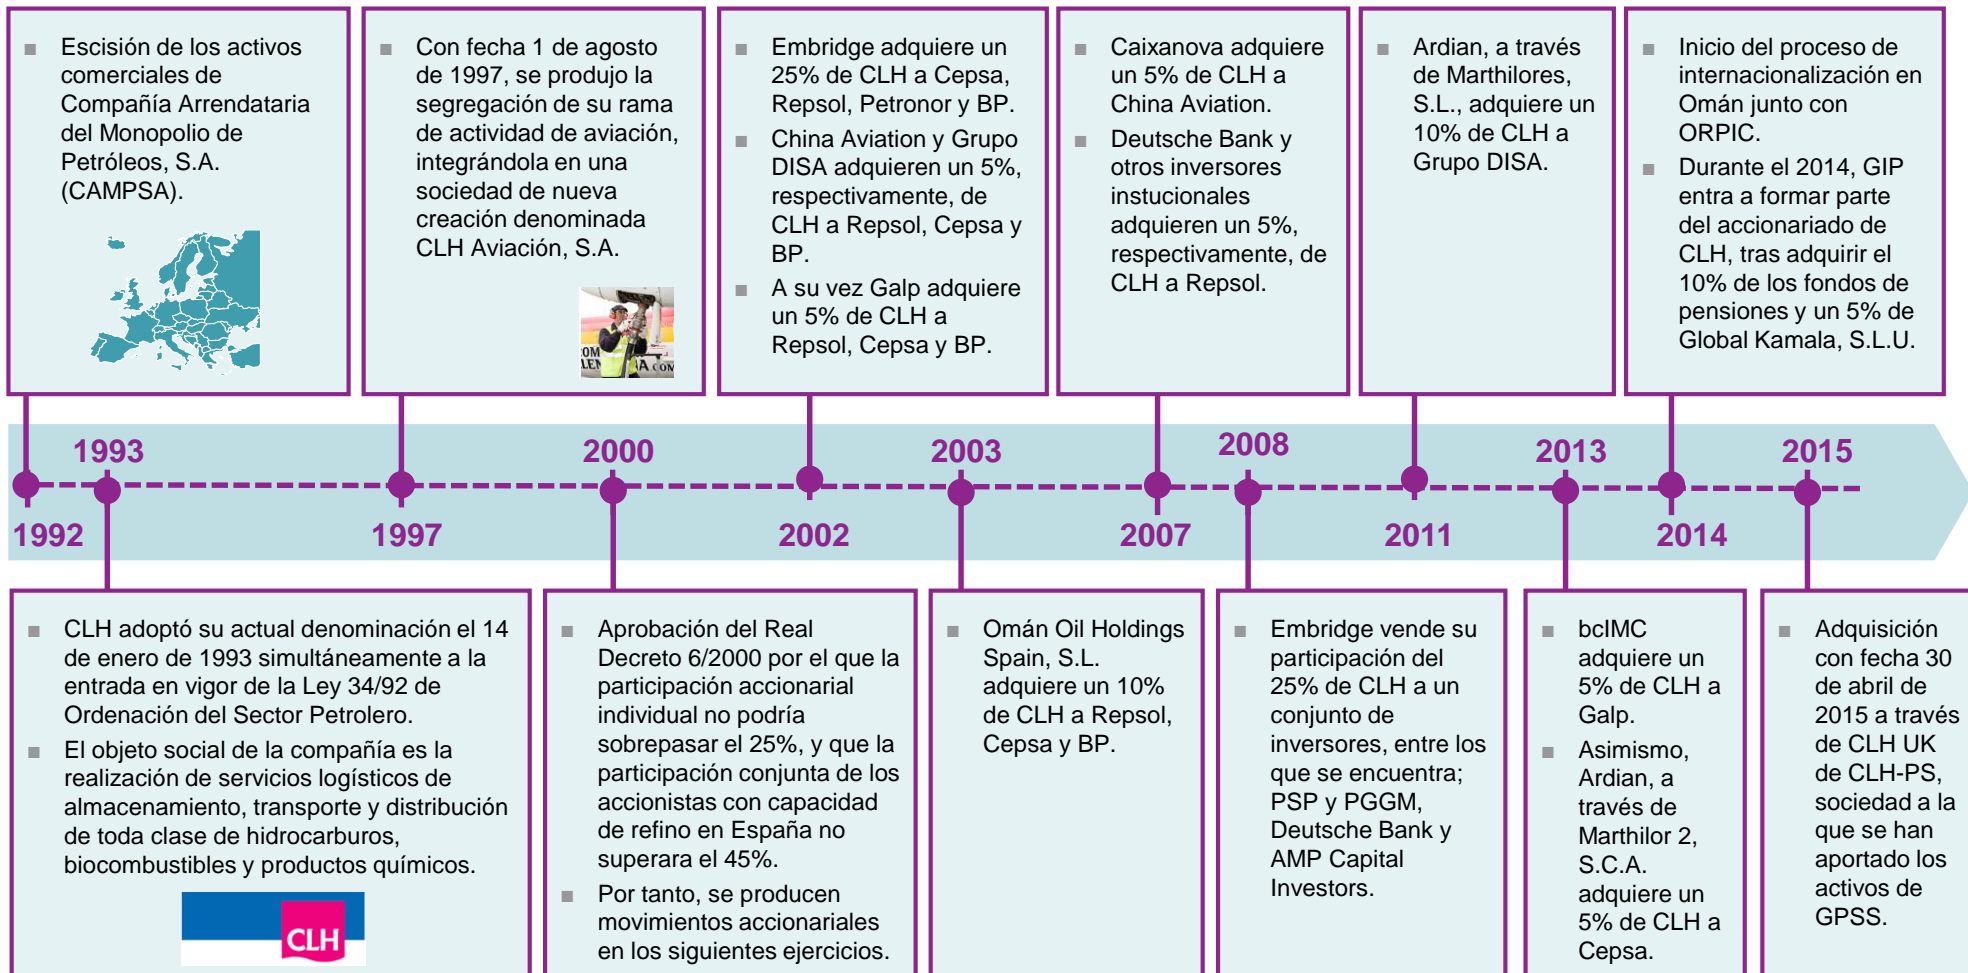 Escisión de los activos
comerciales de
Compañía Arrendataria
del Monopolio de
Petróleos, S.A.
(CAMPSA).
Con fecha 1 de agosto
de 1997, se produjo la
segregación de su rama
de actividad de aviación,
integrándola en una
sociedad de nueva
creación denominada
CLH Aviación, S.A.
Embridge adquiere un
25% de CLH a Cepsa,
Repsol, Petronor y BP.
China Aviation y Grupo
DISA adquieren un 5%,
respectivamente, de
CLH a Repsol, Cepsa y
BP.
A su vez Galp adquiere
un 5% de CLH a
Repsol, Cepsa y BP.
Caixanova adquiere
un 5% de CLH a
China Aviation.
Deutsche Bank y
otros inversores
instucionales
adquieren un 5%,
respectivamente, de
CLH a Repsol.
Ardian, a través
de Marthilores,
S.L., adquiere un
10% de CLH a
Grupo DISA.
Inicio del proceso de
internacionalización en
Omán junto con
ORPIC.
Durante el 2014, GIP
entra a formar parte
del accionariado de
CLH, tras adquirir el
10% de los fondos de
pensiones y un 5% de
Global Kamala, S.L.U.
1993
2000
2003
2008
2013
2015
1992
1997
2002
2007
2011
2014
CLH adoptó su actual denominación el 14
de enero de 1993 simultáneamente a la
entrada en vigor de la Ley 34/92 de
Ordenación del Sector Petrolero.
El objeto social de la compañía es la
realización de servicios logísticos de
almacenamiento, transporte y distribución
de toda clase de hidrocarburos,
biocombustibles y productos químicos.
CLH
Aprobación del Real
Decreto 6/2000 por el que la
participación accionarial
individual no podría
sobrepasar el 25%, y que la
participación conjunta de los
accionistas con capacidad
de refino en España no
superara el 45%.
Por tanto, se producen
movimientos accionariales
en los siguientes ejercicios.
Omán Oil Holdings
Spain, S.L.
adquiere un 10%
de CLH a Repsol,
Cepsa y BP.
Embridge vende su
participación del
25% de CLH a un
conjunto de
inversores, entre los
que se encuentra;
PSP y PGGM,
Deutsche Bank y
AMP Capital
Investors.
bcIMC
adquiere un
5% de CLH a
Galp.
Asimismo,
Ardian, a
través de
Marthilor 2,
S.C.A.
adquiere un
5% de CLH a
Cepsa.
Adquisición
con fecha 30
de abril de
2015 a través
de CLH UK
de CLH-PS,
sociedad a la
que se han
aportado los
activos de
GPSS.